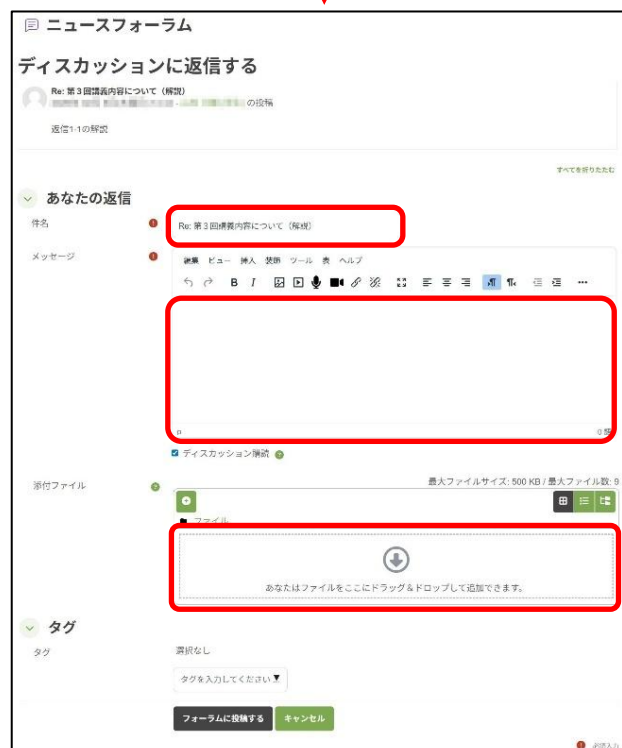 ニュースフォーラム
ディスカッションに返信する
Re: 第3回講義内容について（解説）
の投稿
返信1-1の解説
すべてを折りたたむ
あなたの返信
件名
Re: 第3回講義内容について（解説）
メッセージ
編集 ビュー 挿入 装飾 ツール 表 ヘルプ
B I
p
0 語
ディスカッション購読
最大ファイルサイズ: 500 KB / 最大ファイル数: 9
添付ファイル
ファイル
あなたはファイルをここにドラッグ＆ドロップして追加できます。
タグ
タグ
選択なし
タグを入力してください ▼
フォーラムに投稿する キャンセル
必須入力